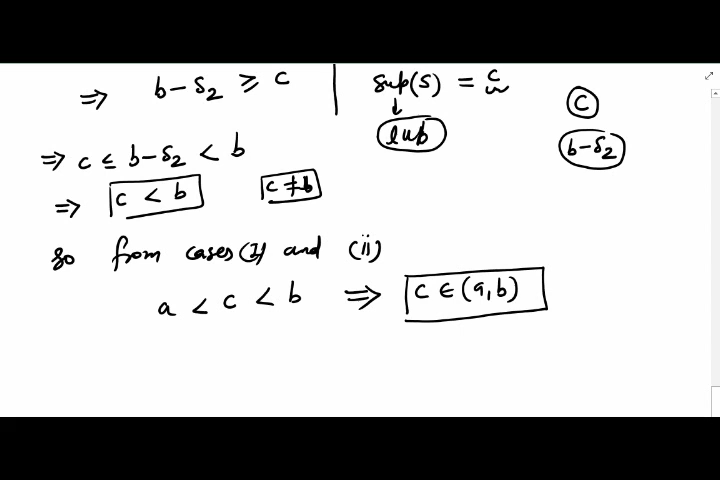 ⇒ b-δ₂ ≥ c | sup(S) = c
↓
lub
C
b-δ₂
⇒ c ≤ b-δ₂ < b
⇒ c < b c ≠ b
so from cases (I) and (ii)
a < c < b ⇒ c ∈ (a, b)